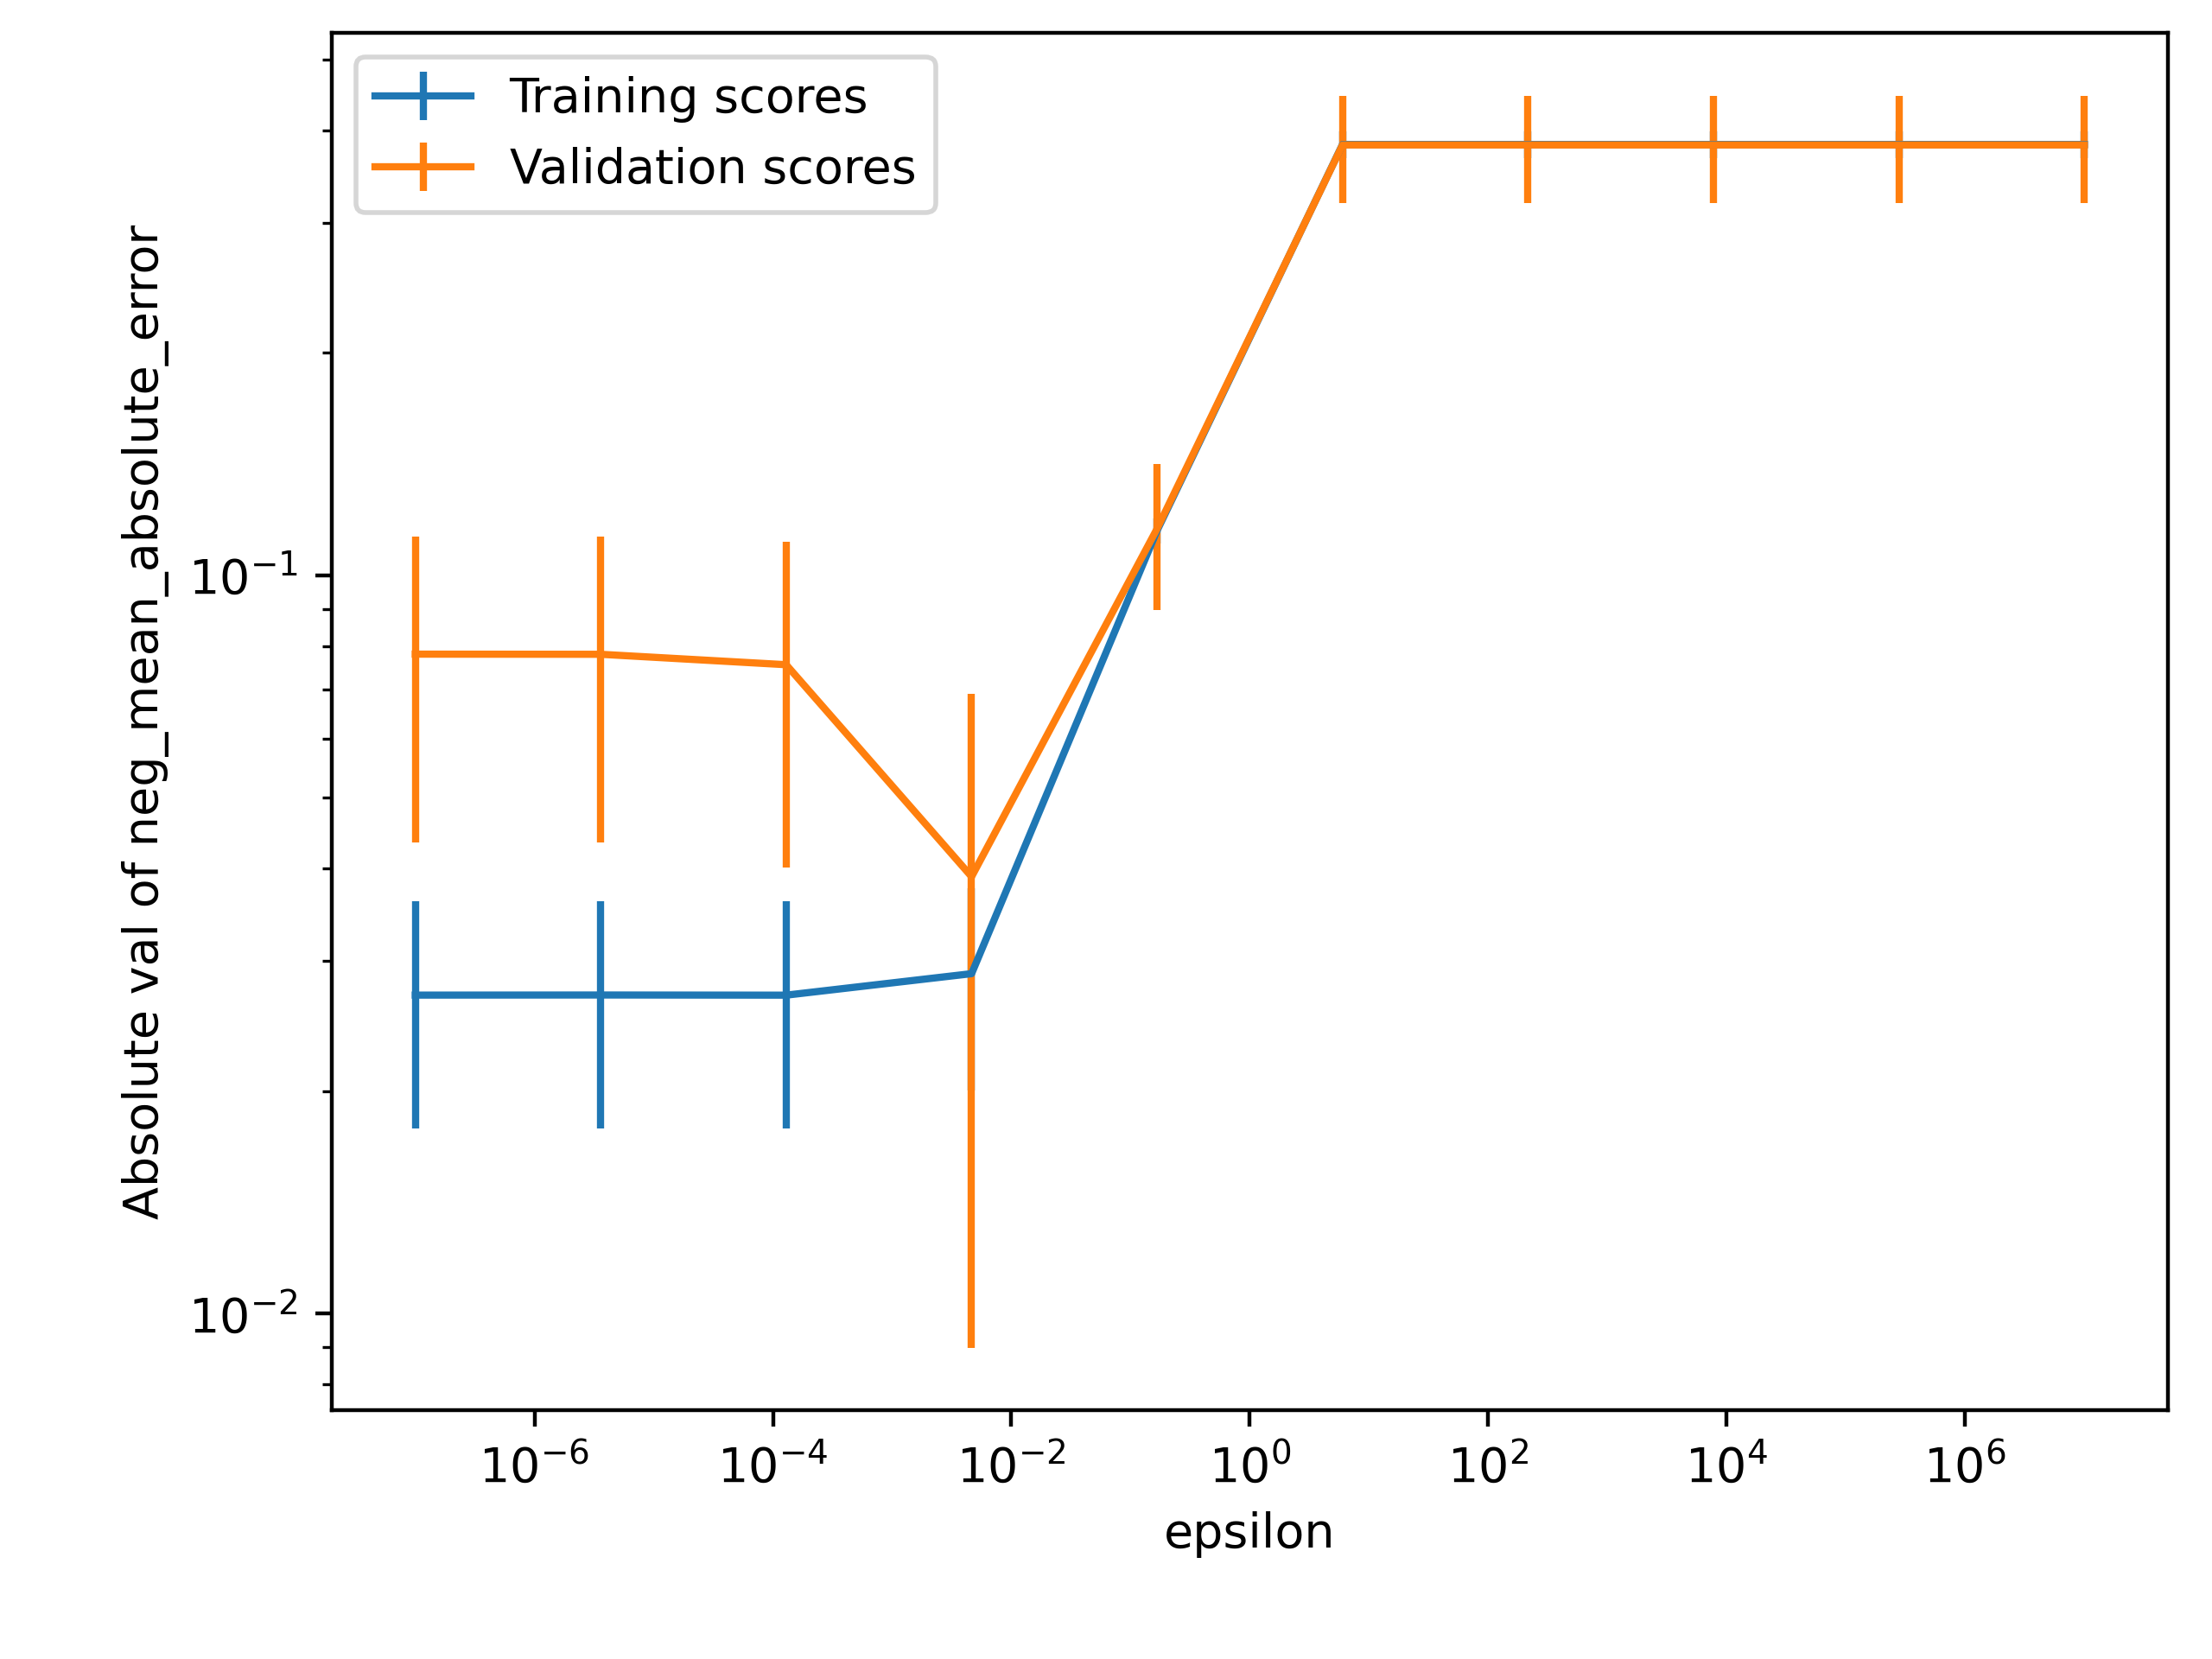 Training scores
Validation scores
Absolute val of neg_mean_absolute_error
10⁻¹
10⁻²
10⁻⁶ 10⁻⁴ 10⁻² 10⁰ 10² 10⁴ 10⁶
epsilon